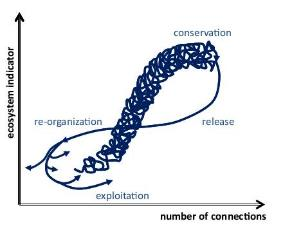 conservation
ecosystem indicator
re-organization
release
exploitation
number of connections